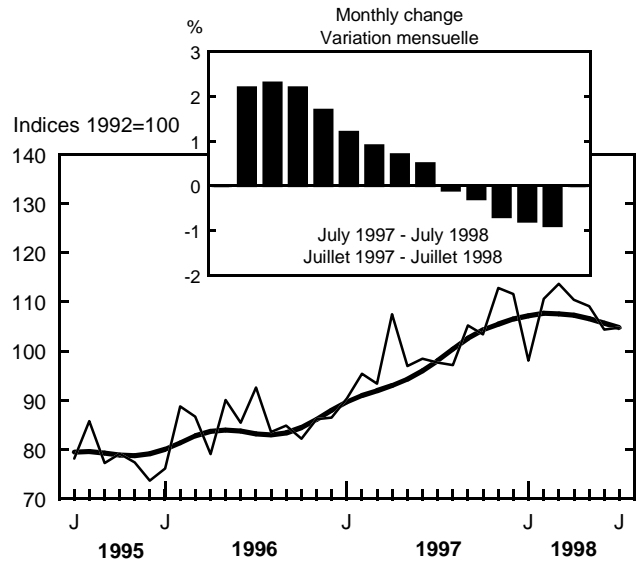 Monthly change
Variation mensuelle
%
3
2
1
0
-1
-2
July 1997 - July 1998
Juillet 1997 - Juillet 1998
Indices 1992=100
140
130
120
110
100
90
80
70
J J J J J
1995 1996 1997 1998